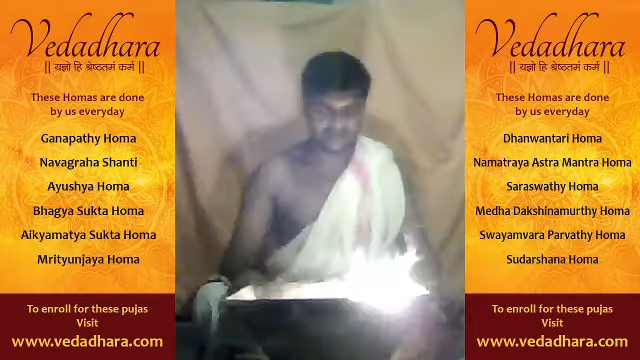 Vedadhara
|| यज्ञो हि श्रेष्ठतमं कर्म ||
These Homas are done
by us everyday
Ganapathy Homa
Navagraha Shanti
Ayushya Homa
Bhagya Sukta Homa
Aikyamatya Sukta Homa
Mrityunjaya Homa
To enroll for these pujas
Visit
www.vedadhara.com
Vedadhara
|| यज्ञो हि श्रेष्ठतमं कर्म ||
These Homas are done
by us everyday
Dhanwantari Homa
Namatraya Astra Mantra Homa
Saraswathy Homa
Medha Dakshinamurthy Homa
Swayamvara Parvathy Homa
Sudarshana Homa
To enroll for these pujas
Visit
www.vedadhara.com